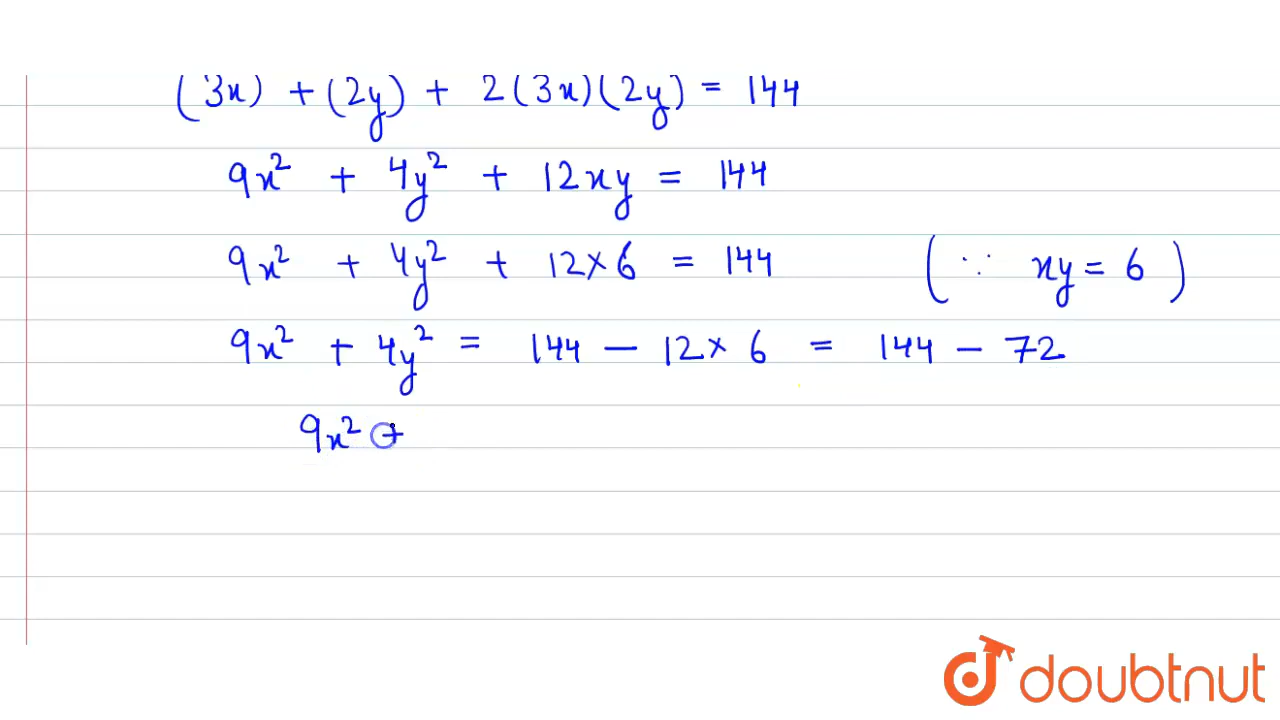 (3x) + (2y) + 2(3x)(2y) = 144
9x² + 4y² + 12xy = 144
9x² + 4y² + 12×6 = 144 (∵ xy = 6)
9x² + 4y² = 144 − 12×6 = 144 − 72
9x² +
doubtnut